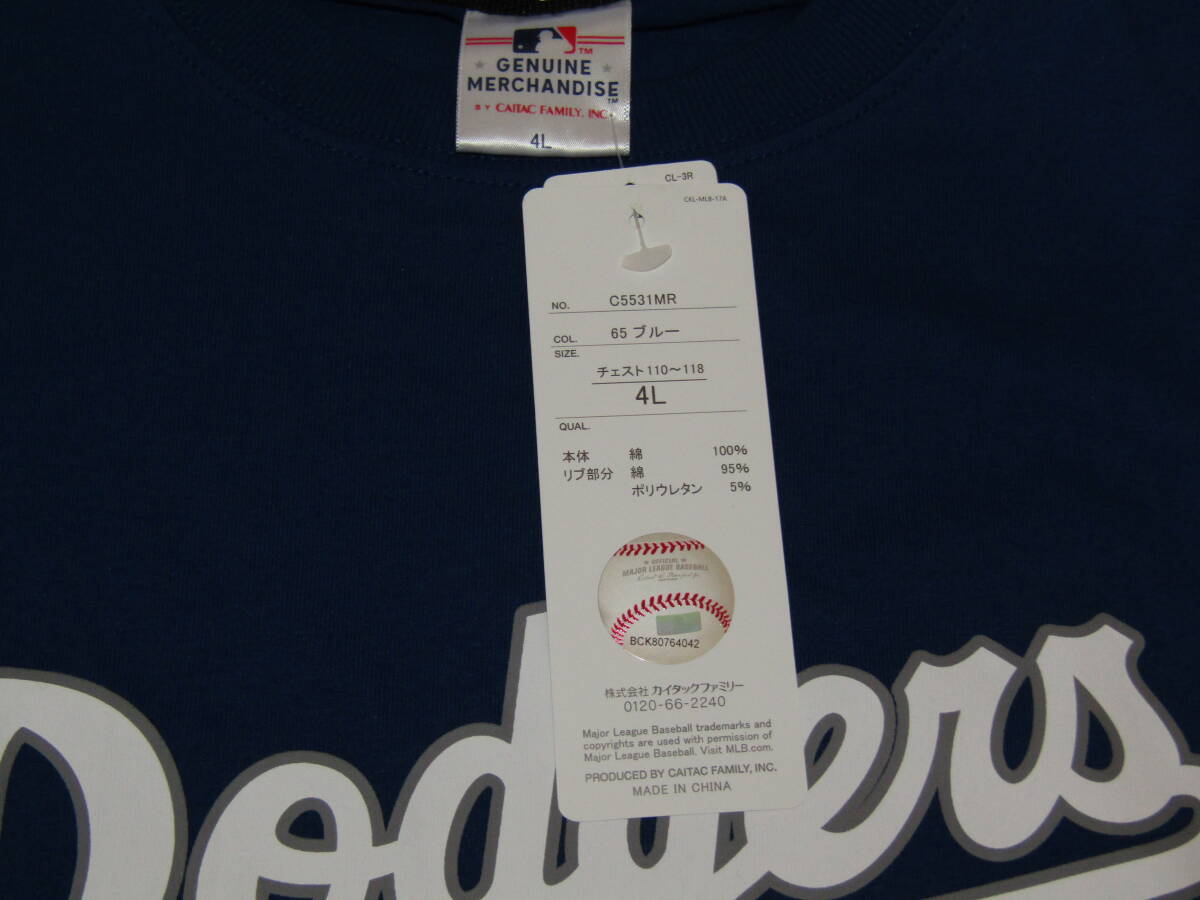 TM
GENUINE
MERCHANDISE
TM
BY CAITAC FAMILY, INC.
4L
CL-3R
CKL-MLB-17A
NO. C5531MR
COL. 65 ブルー
SIZE.
チェスト110～118
4L
QUAL.
本体 綿 100%
リブ部分 綿 95%
ポリウレタン 5%
OFFICIAL
MAJOR LEAGUE BASEBALL
BCK80764042
株式会社 カイタックファミリー
0120-66-2240
Major League Baseball trademarks and
copyrights are used with permission of
Major League Baseball. Visit MLB.com.
PRODUCED BY CAITAC FAMILY, INC.
MADE IN CHINA
Dodgers